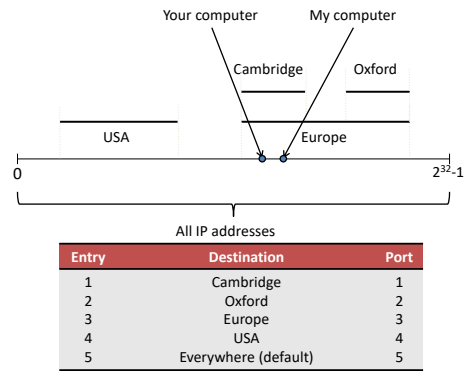 Your computer My computer
Cambridge Oxford
USA Europe
0 2³²-1
All IP addresses
Entry Destination Port
1 Cambridge 1
2 Oxford 2
3 Europe 3
4 USA 4
5 Everywhere (default) 5